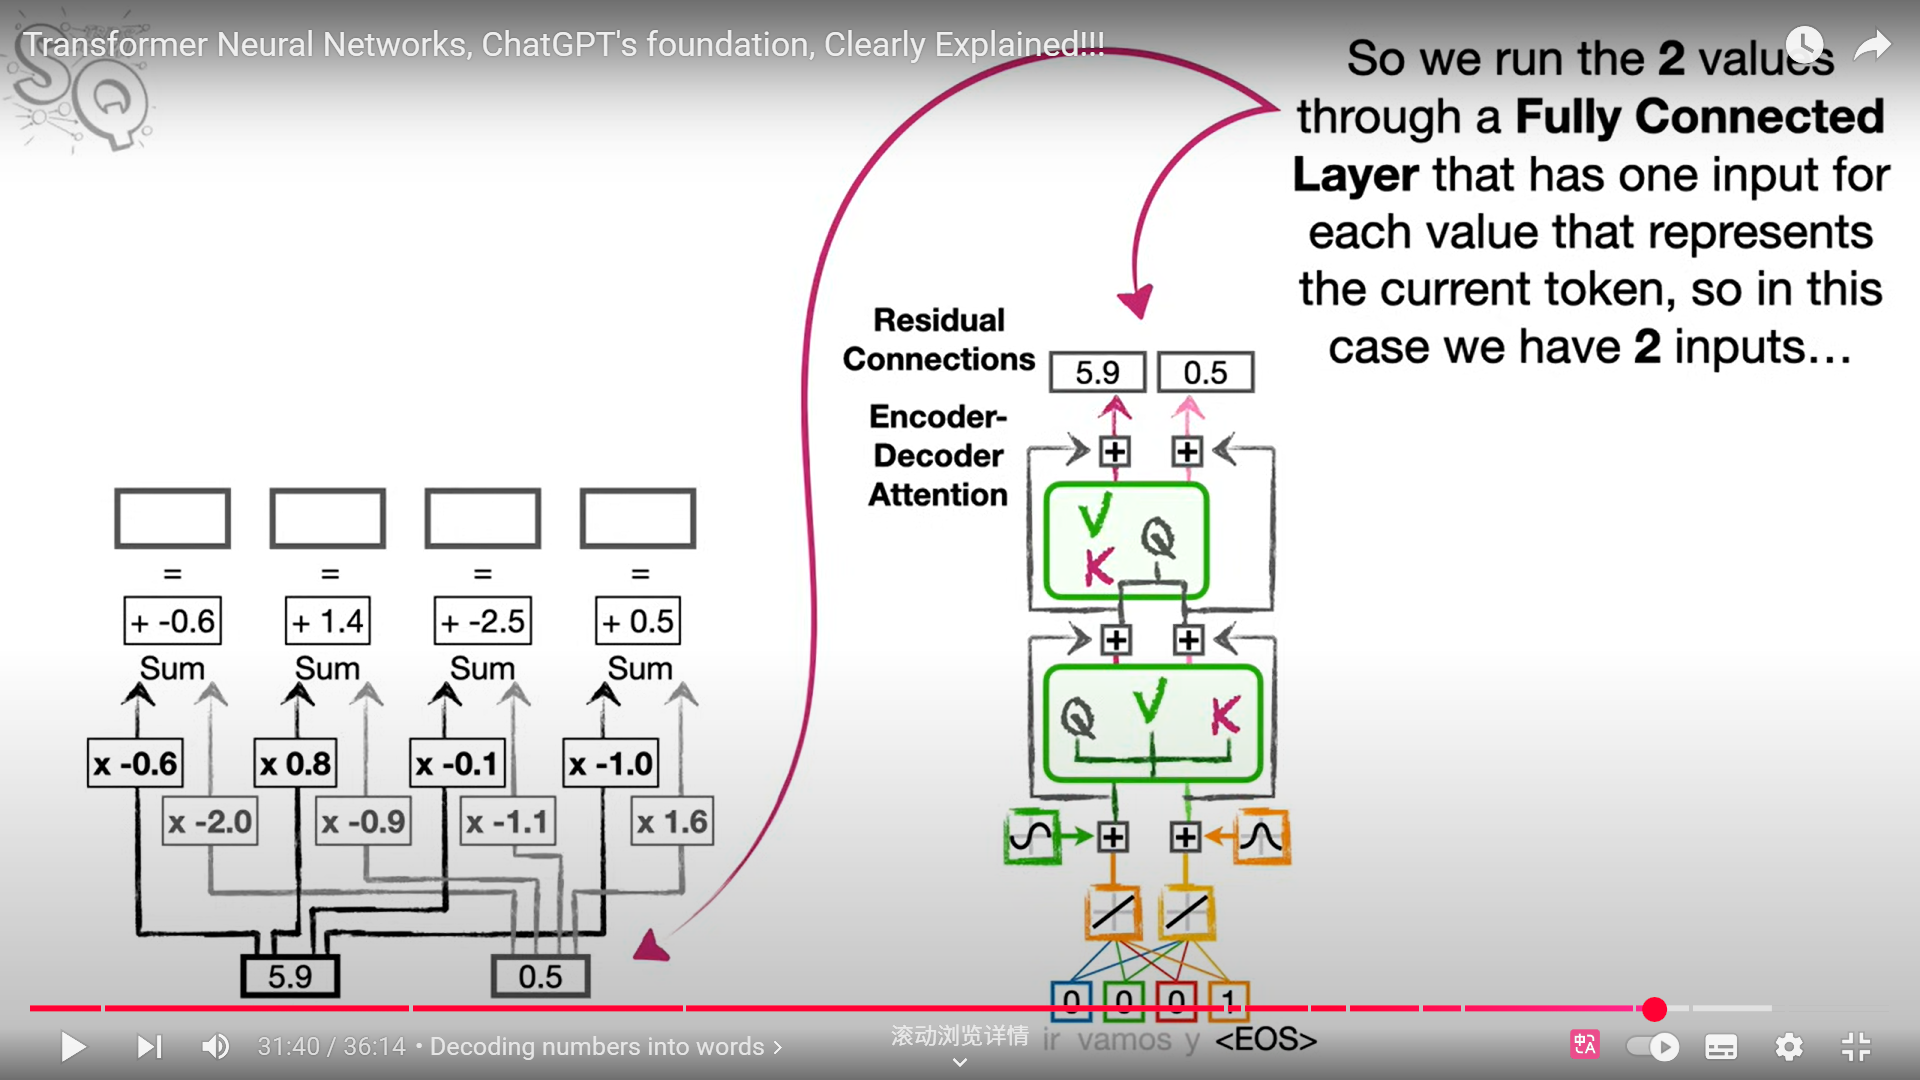 Transformer Neural Networks, ChatGPT's foundation, Clearly Explained!!!
SQ
So we run the 2 values
through a Fully Connected
Layer that has one input for
each value that represents
the current token, so in this
case we have 2 inputs…
Residual
Connections
5.9 0.5
Encoder-
Decoder
Attention
+ +
V Q
K
+ +
Q V K
+ +
0 0 0 1
ir vamos y <EOS>
= = = =
+ -0.6 + 1.4 + -2.5 + 0.5
Sum Sum Sum Sum
x -0.6 x 0.8 x -0.1 x -1.0
x -2.0 x -0.9 x -1.1 x 1.6
5.9 0.5
31:40 / 36:14 • Decoding numbers into words ›
滚动浏览详情
中A